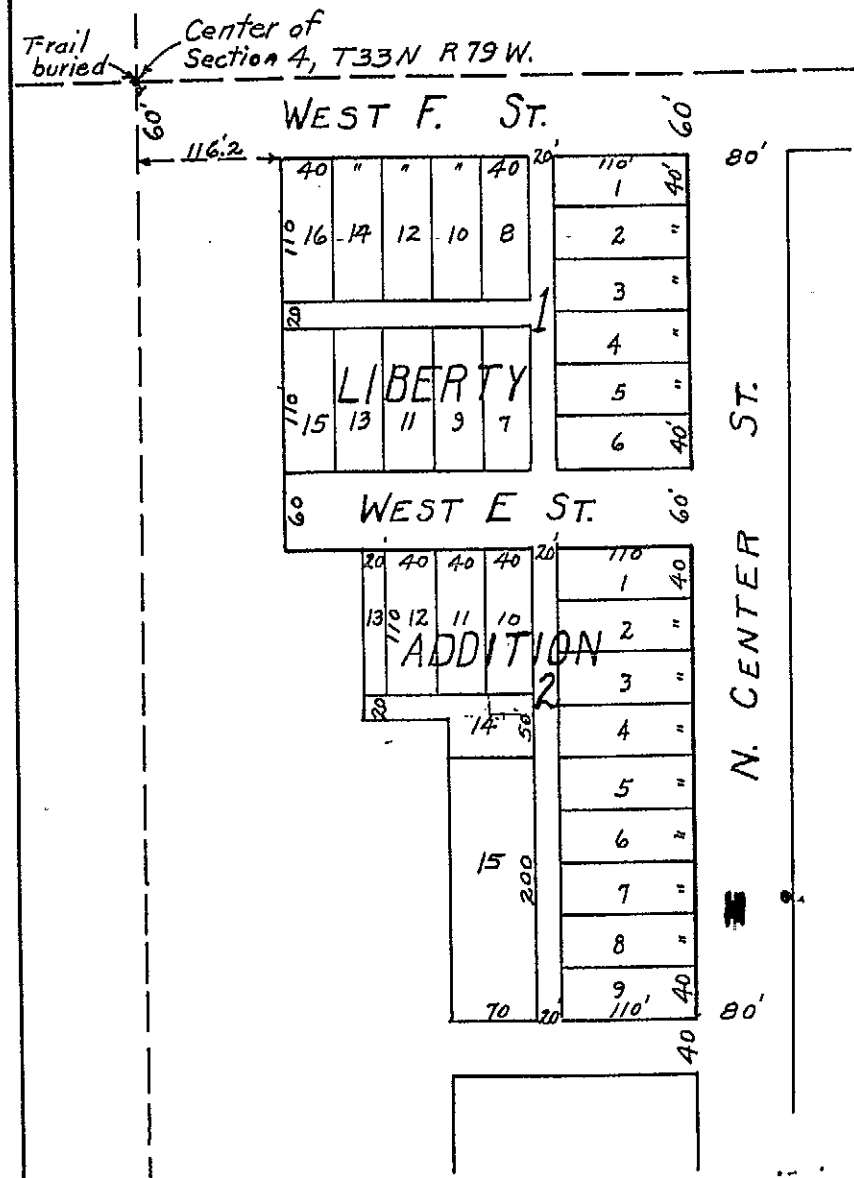 Trail
buried
Center of
Section 4, T33N R79W.
60'
116.2
WEST F. ST.
60'
80'
40 " " " 40
20'
110'
110 16 14 12 10 8
1 40'
2 "
3 "
4 "
5 "
6 40'
20
1
LIBERTY
110 15 13 11 9 7
60
WEST E ST.
60'
N. CENTER ST.
20 40 40 40
20'
110
13 110 12 11 10
ADDITION
2
20
14
50'
15
200
70
20'
1 40
2 "
3 "
4 "
5 "
6 "
7 "
8 "
9 40
110'
80'
40